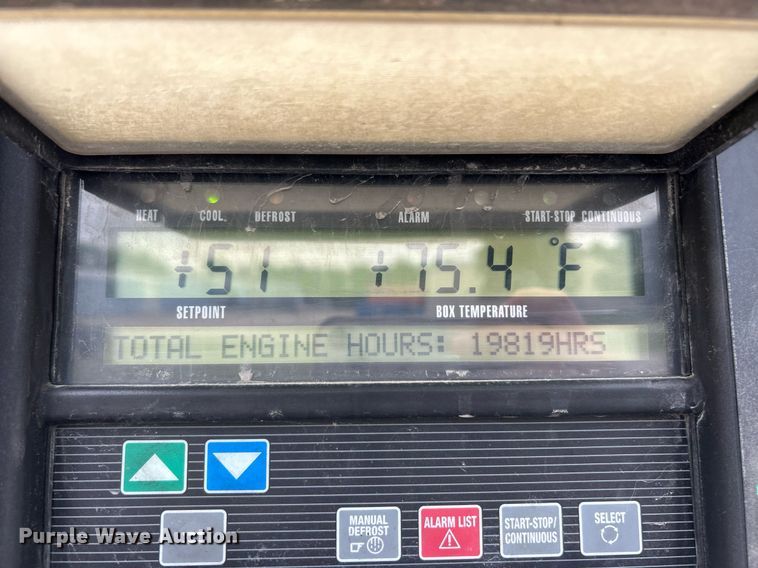 HEAT COOL DEFROST ALARM START-STOP CONTINUOUS
+51 +75.4 °F
SETPOINT BOX TEMPERATURE
TOTAL ENGINE HOURS: 19819HRS
MANUAL DEFROST
ALARM LIST
START-STOP/
CONTINUOUS
SELECT
Purple Wave Auction